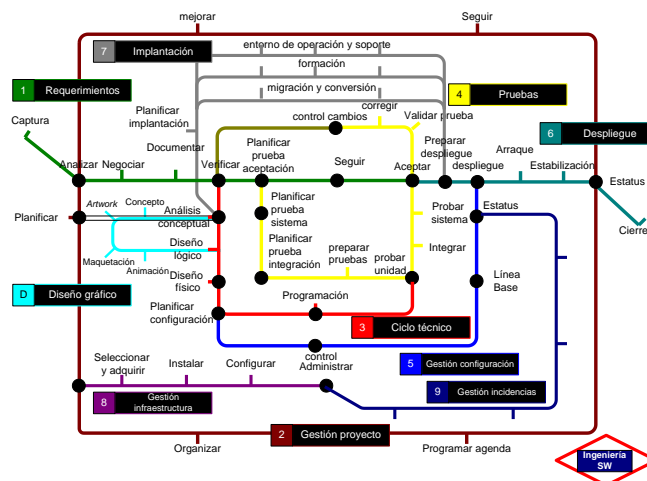 mejorar
Seguir
7 Implantación
entorno de operación y soporte
formación
migración y conversión
1 Requerimientos
4 Pruebas
corregir
control cambios
Validar prueba
Captura
Planificar
implantación
6 Despliegue
Documentar
Planificar
prueba
aceptación
Preparar
despliegue
Arraque
Analizar
Negociar
Verificar
Seguir
Aceptar
despliegue
Estabilización
Estatus
Artwork
Concepto
Planificar
Análisis
conceptual
Planificar
prueba
sistema
Probar
sistema
Estatus
Cierre
Diseño
lógico
Planificar
prueba
integración
Integrar
Maquetación
Animación
preparar
pruebas
probar
unidad
Diseño
físico
Línea
Base
D Diseño gráfico
Programación
Planificar
configuración
3 Ciclo técnico
control
Administrar
Seleccionar
y adquirir
Instalar
Configurar
5 Gestión configuración
9 Gestión incidencias
8 Gestión
infraestructura
2 Gestión proyecto
Organizar
Programar agenda
Ingeniería
SW